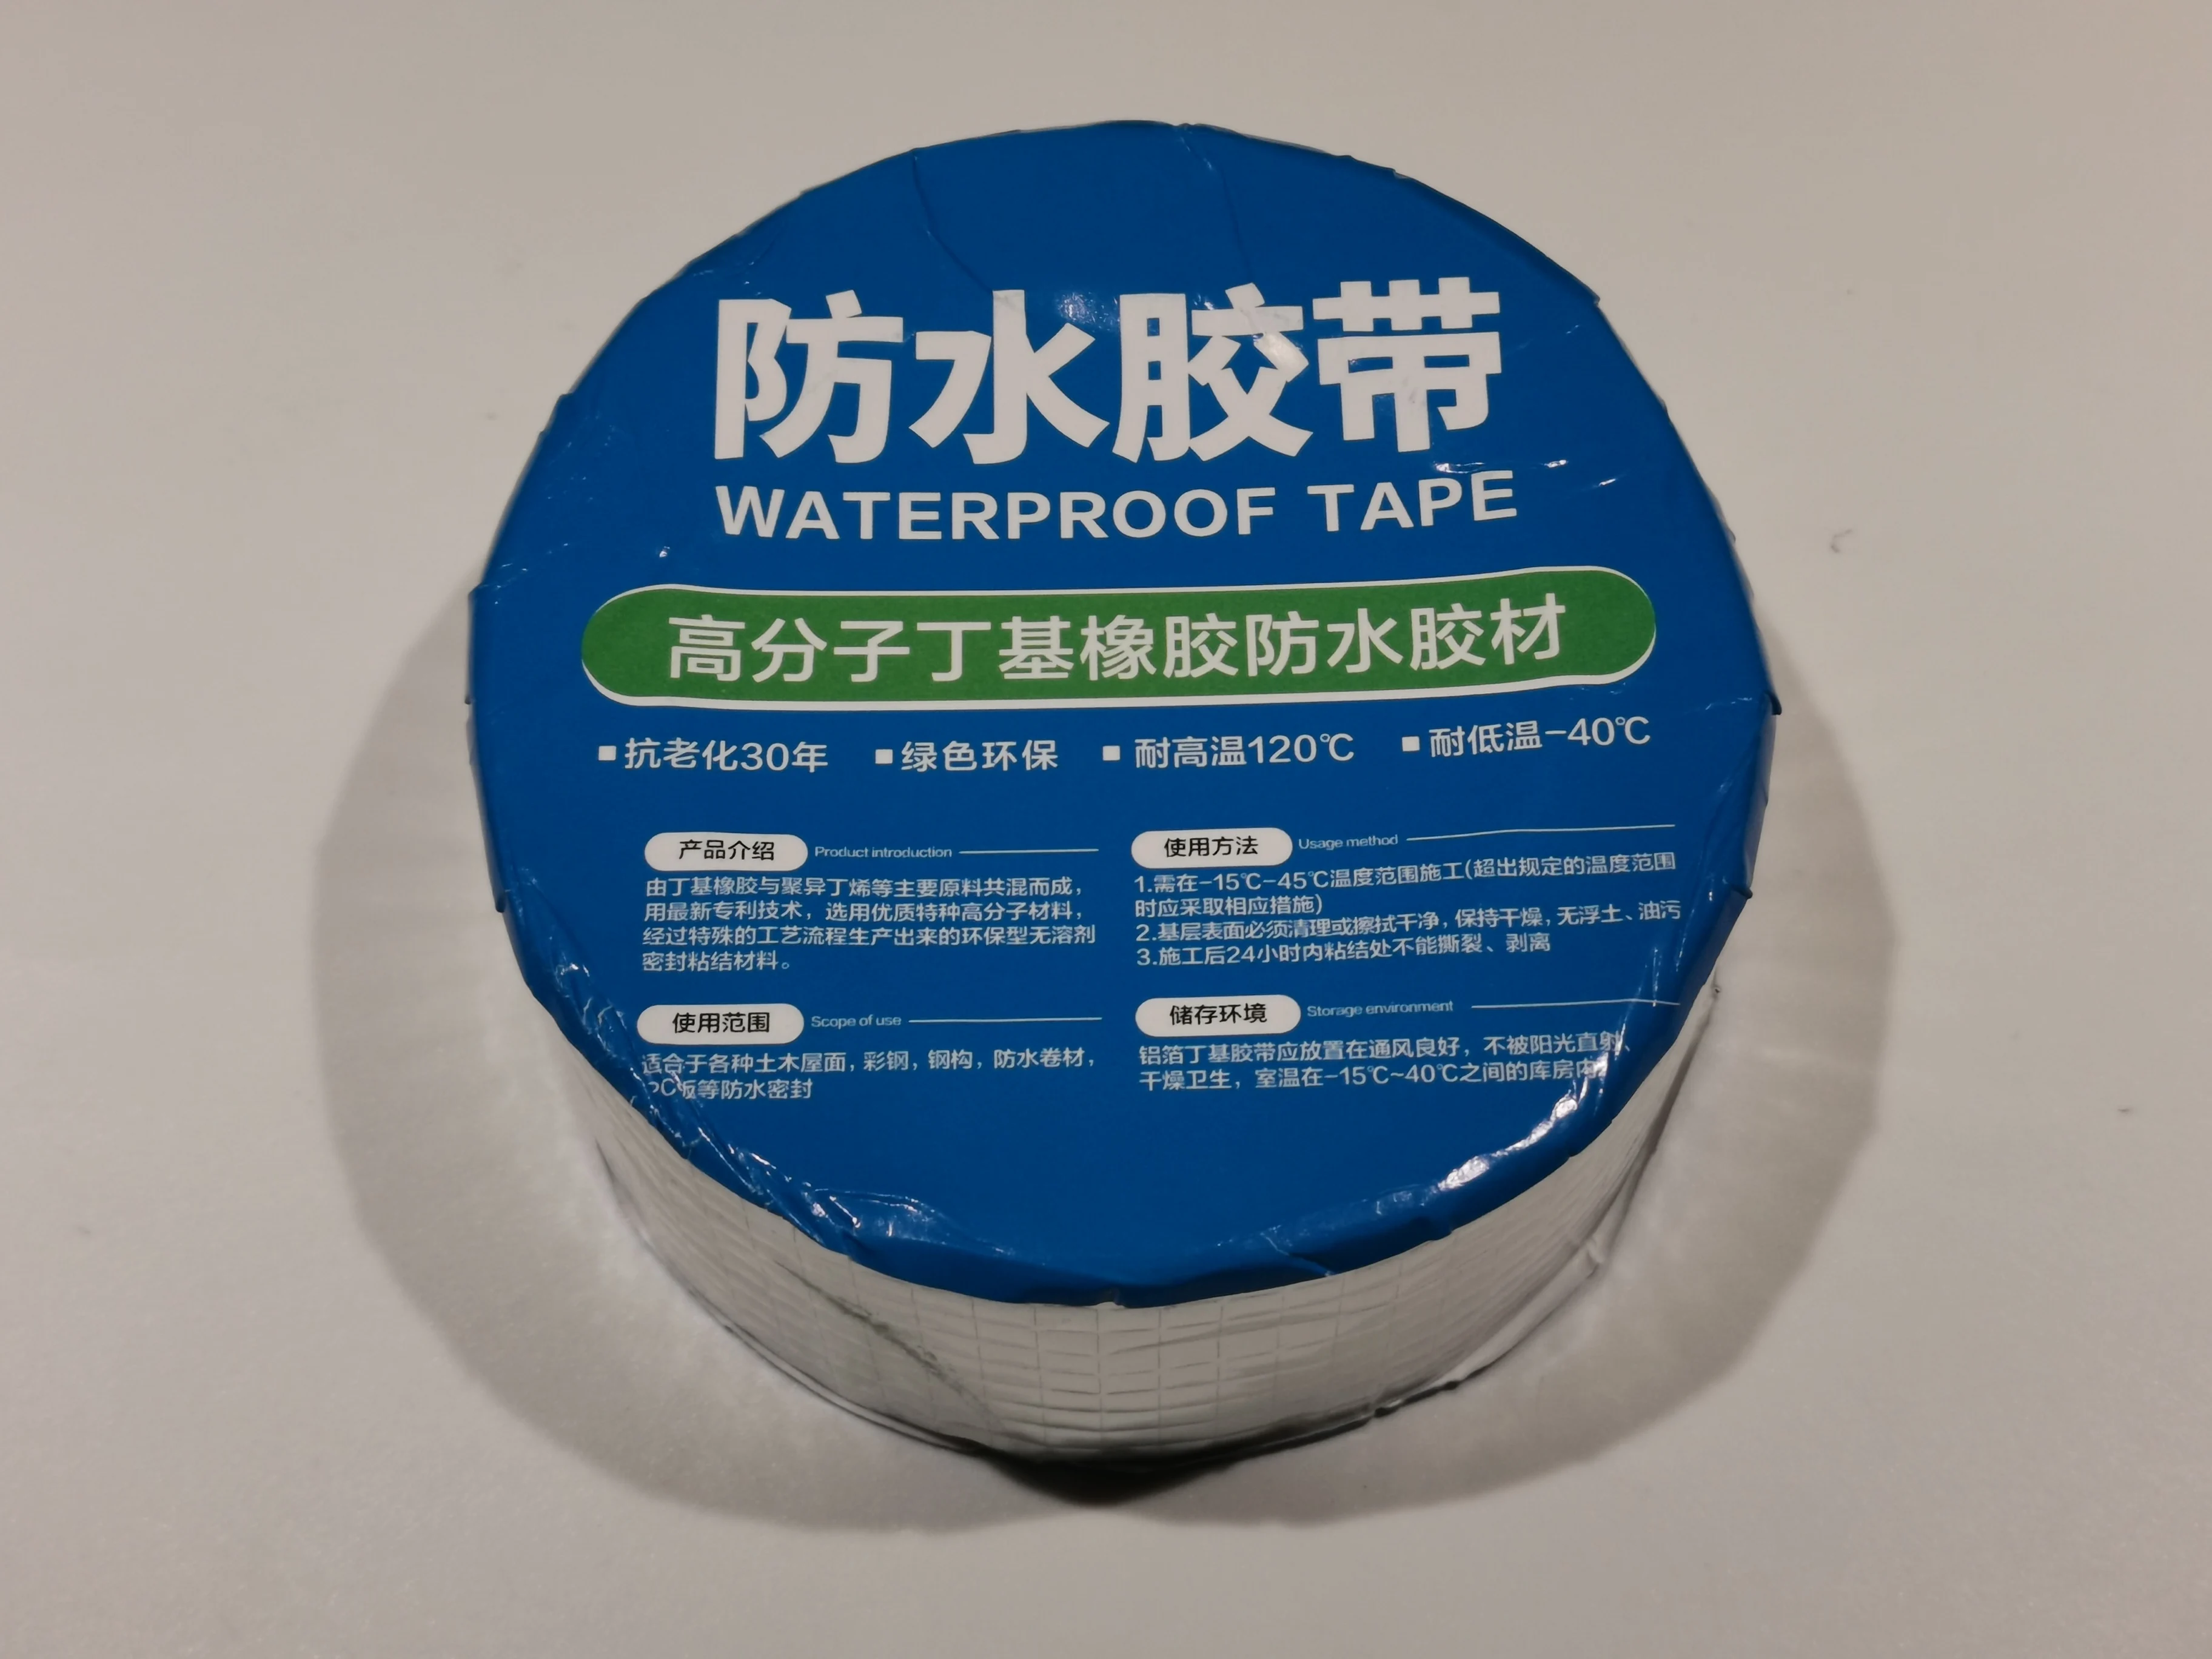 防水胶带
WATERPROOF TAPE
高分子丁基橡胶防水胶材
▪抗老化30年 ▪绿色环保 ▪耐高温120℃ ▪耐低温-40℃
产品介绍 Product introduction
由丁基橡胶与聚异丁烯等主要原料共混而成，
用最新专利技术，选用优质特种高分子材料，
经过特殊的工艺流程生产出来的环保型无溶剂
密封粘结材料。
使用方法 Usage method
1.需在-15℃-45℃温度范围施工(超出规定的温度范围
时应采取相应措施)
2.基层表面必须清理或擦拭干净，保持干燥，无浮土、油污
3.施工后24小时内粘结处不能撕裂、剥离
使用范围 Scope of use
适合于各种土木屋面，彩钢，钢构，防水卷材，
PC板等防水密封
储存环境 Storage environment
铝箔丁基胶带应放置在通风良好，不被阳光直射、
干燥卫生，室温在-15℃~40℃之间的库房内